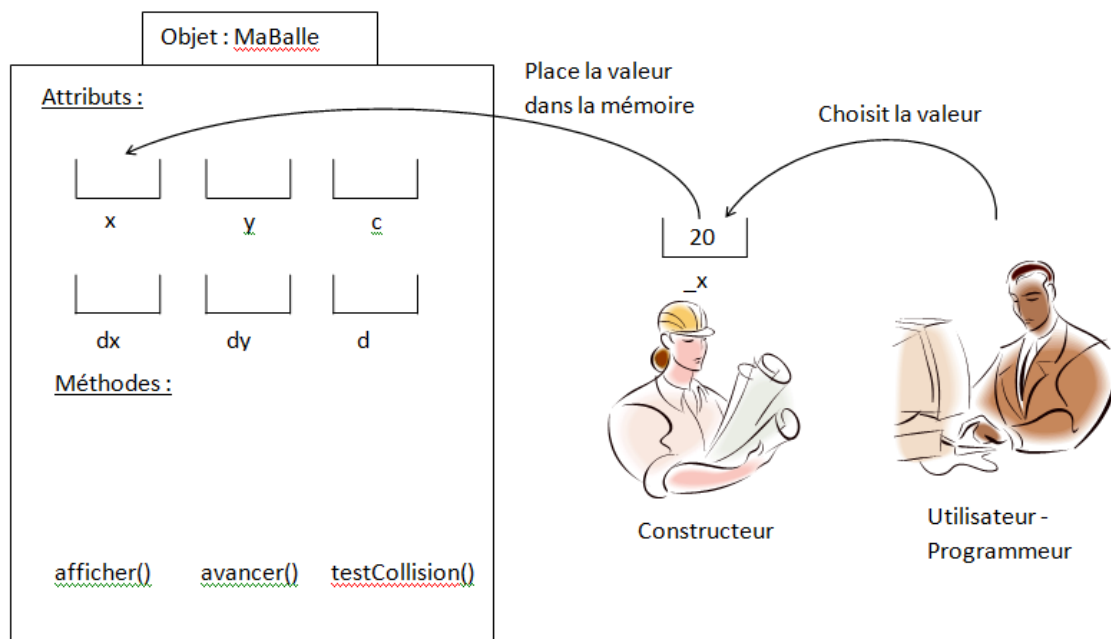 Objet : MaBalle
Attributs :
x y c
dx dy d
Méthodes :
afficher() avancer() testCollision()
Place la valeur
dans la mémoire
Choisit la valeur
20
_x
Constructeur
Utilisateur -
Programmeur